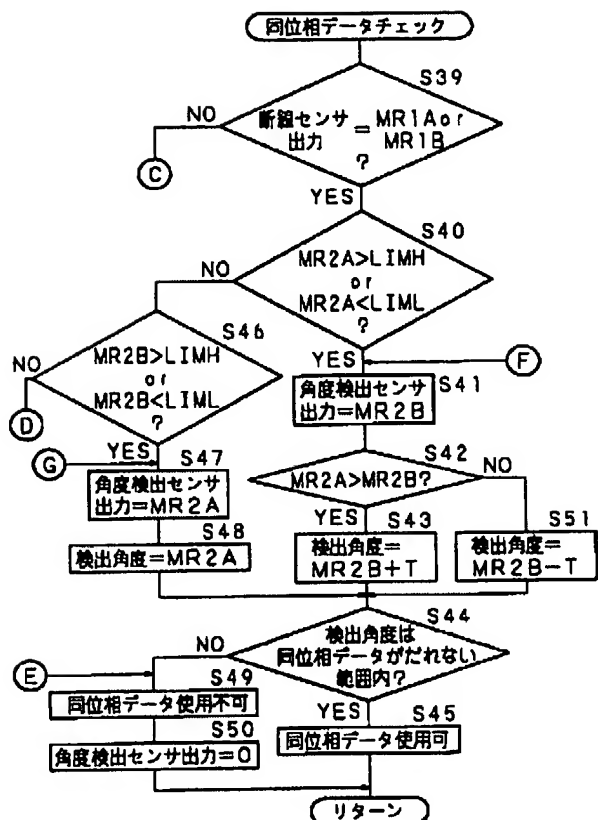 同位相データチェック
S39
NO
断線センサ
出力
= MR1A or
MR1B
?
C
YES
S40
NO
MR2A>LIMH
or
MR2A<LIML
?
S46
NO
MR2B>LIMH
or
MR2B<LIML
?
D
YES
F
S41
角度検出センサ
出力=MR2B
YES
G
S47
角度検出センサ
出力=MR2A
S42
MR2A>MR2B?
NO
S48
検出角度=MR2A
YES
S43
検出角度=
MR2B+T
S51
検出角度=
MR2B-T
S44
NO
検出角度は
同位相データがだれない
範囲内?
E
S49
同位相データ使用不可
YES
S45
同位相データ使用可
S50
角度検出センサ出力=0
リターン